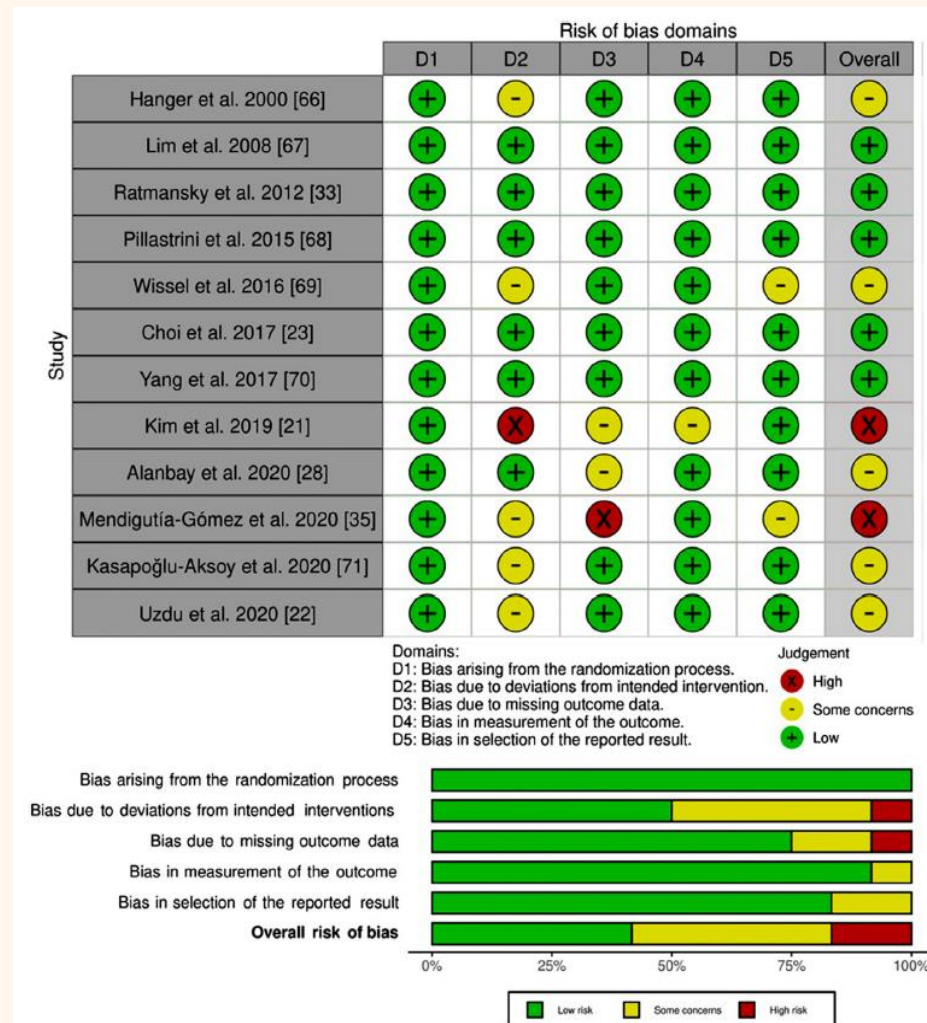 Risk of bias domains
D1 D2 D3 D4 D5 Overall
Study
Hanger et al. 2000 [66] + - + + + -
Lim et al. 2008 [67] + + + + + +
Ratmansky et al. 2012 [33] + + + + + +
Pillastrini et al. 2015 [68] + + + + + +
Wissel et al. 2016 [69] + - + + - -
Choi et al. 2017 [23] + + + + + +
Yang et al. 2017 [70] + + + + + +
Kim et al. 2019 [21] + X - - + X
Alanbay et al. 2020 [28] + + - + + -
Mendigutía-Gómez et al. 2020 [35] + - X + - X
Kasapoğlu-Aksoy et al. 2020 [71] + - + + + -
Uzdu et al. 2020 [22] + - + + + -
Domains:
D1: Bias arising from the randomization process.
D2: Bias due to deviations from intended intervention.
D3: Bias due to missing outcome data.
D4: Bias in measurement of the outcome.
D5: Bias in selection of the reported result.
Judgement
X High
- Some concerns
+ Low
Bias arising from the randomization process
Bias due to deviations from intended interventions
Bias due to missing outcome data
Bias in measurement of the outcome
Bias in selection of the reported result
Overall risk of bias
0% 25% 50% 75% 100%
Low risk Some concerns High risk